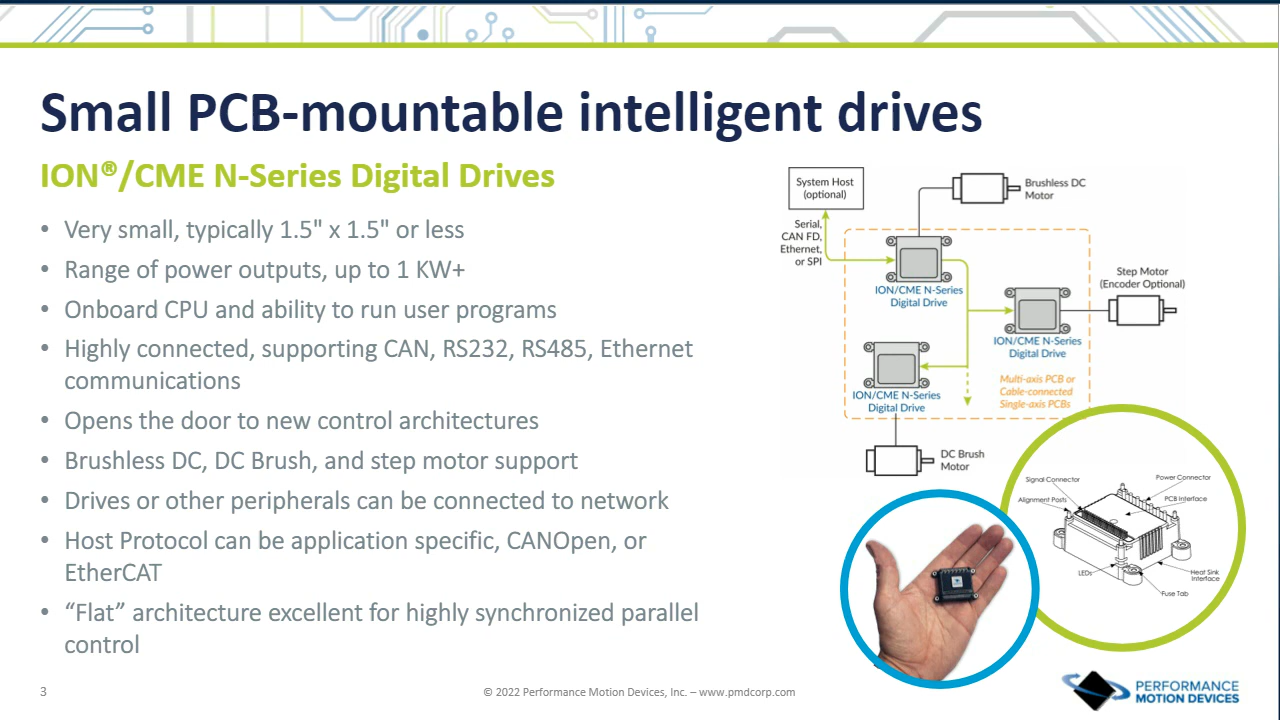 Small PCB-mountable intelligent drives
ION®/CME N-Series Digital Drives
• Very small, typically 1.5" x 1.5" or less
• Range of power outputs, up to 1 KW+
• Onboard CPU and ability to run user programs
• Highly connected, supporting CAN, RS232, RS485, Ethernet
communications
• Opens the door to new control architectures
• Brushless DC, DC Brush, and step motor support
• Drives or other peripherals can be connected to network
• Host Protocol can be application specific, CANOpen, or
EtherCAT
• “Flat” architecture excellent for highly synchronized parallel
control
System Host
(optional)
Brushless DC
Motor
Serial,
CAN FD,
Ethernet,
or SPI
ION/CME N-Series
Digital Drive
Step Motor
(Encoder Optional)
ION/CME N-Series
Digital Drive
ION/CME N-Series
Digital Drive
Multi-axis PCB or
Cable-connected
Single-axis PCBs
DC Brush
Motor
Signal Connector
Power Connector
Alignment Posts
PCB Interface
LEDs
Heat Sink
Interface
Fuse Tab
3
© 2022 Performance Motion Devices, Inc. – www.pmdcorp.com
PERFORMANCE
MOTION DEVICES